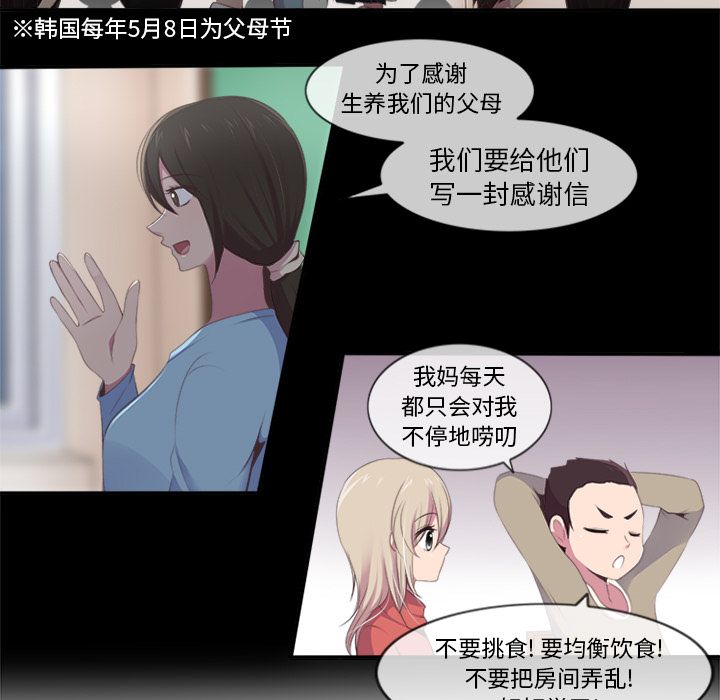 ※韩国每年5月8日为父母节
为了感谢
生养我们的父母
我们要给他们
写一封感谢信
我妈每天
都只会对我
不停地唠叨
不要挑食! 要均衡饮食!
不要把房间弄乱!